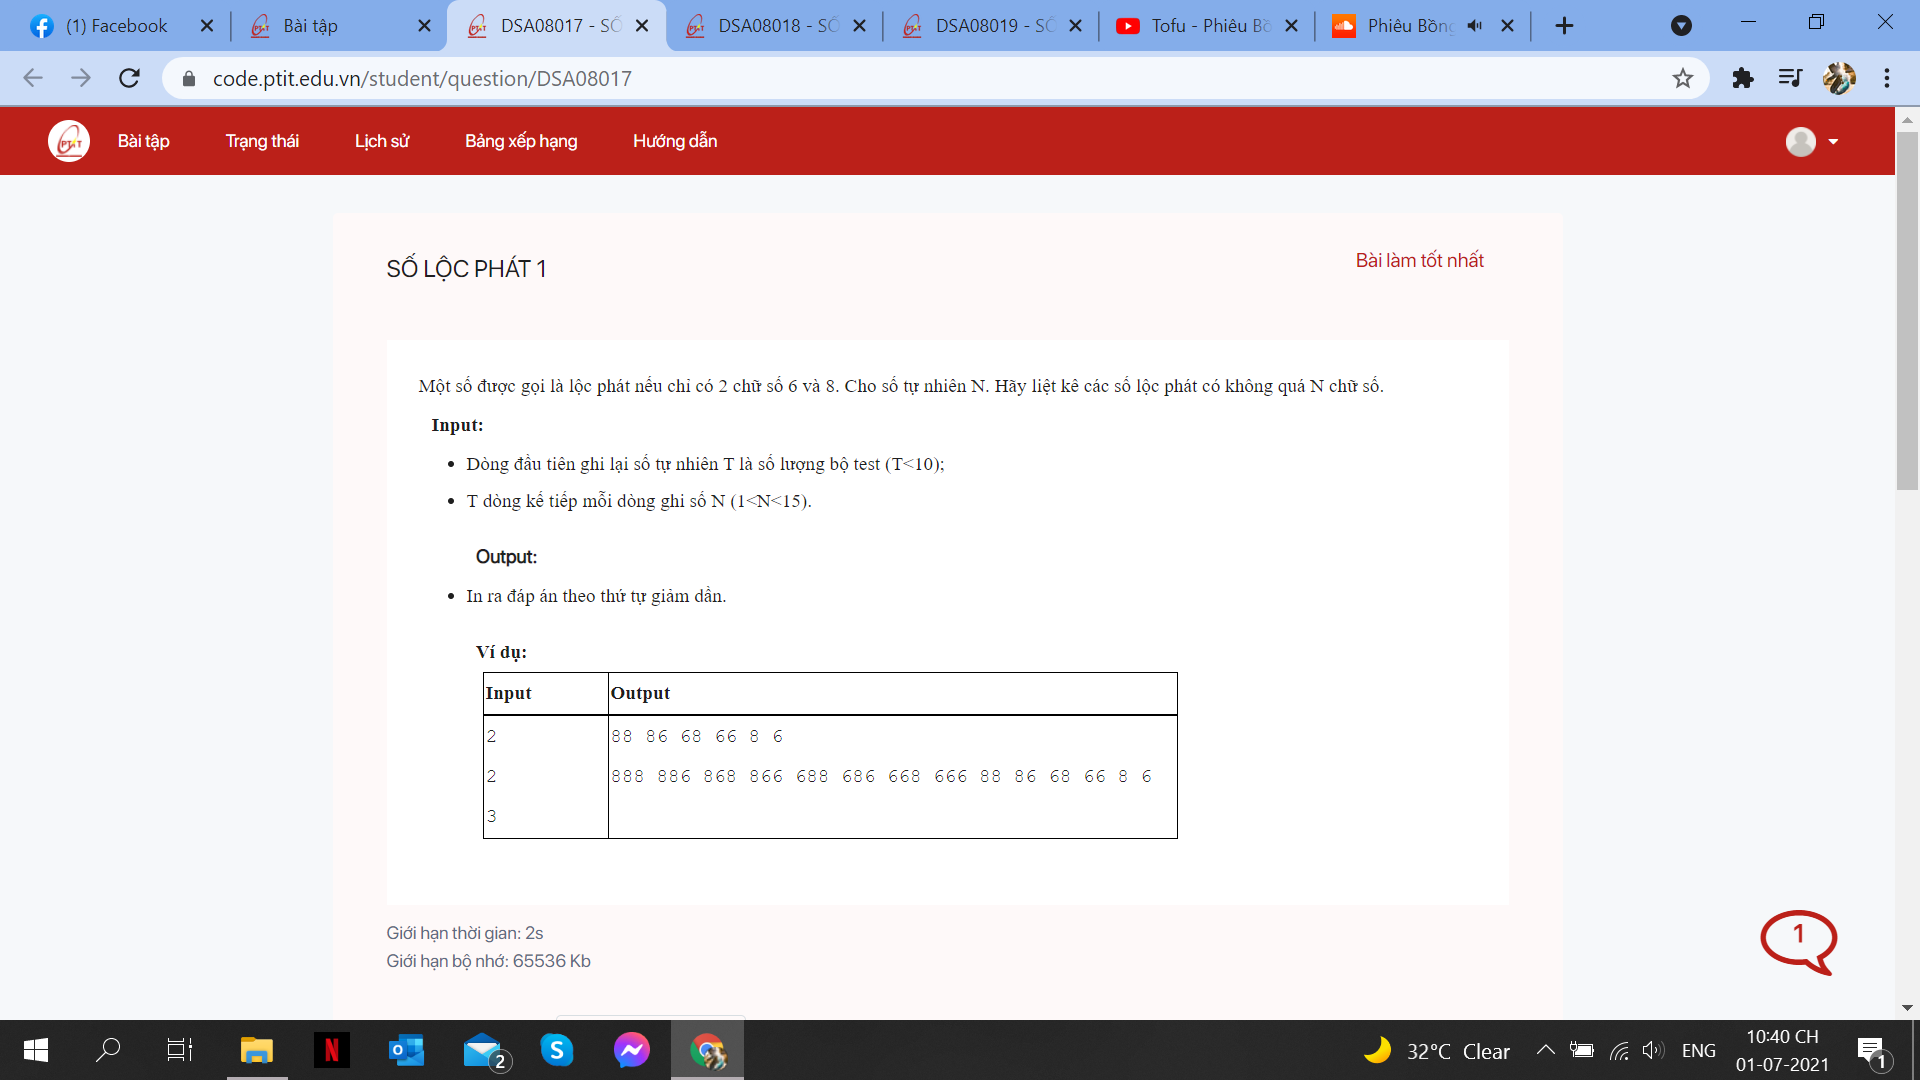 (1) Facebook
Bài tập
DSA08017 - SỐ
DSA08018 - SỐ
DSA08019 - SỐ
Tofu - Phiêu Bồ
Phiêu Bồng
code.ptit.edu.vn/student/question/DSA08017
Bài tập
Trạng thái
Lịch sử
Bảng xếp hạng
Hướng dẫn
SỐ LỘC PHÁT 1
Bài làm tốt nhất
Một số được gọi là lộc phát nếu chỉ có 2 chữ số 6 và 8. Cho số tự nhiên N. Hãy liệt kê các số lộc phát có không quá N chữ số.
Input:
Dòng đầu tiên ghi lại số tự nhiên T là số lượng bộ test (T<10);
T dòng kế tiếp mỗi dòng ghi số N (1<N<15).
Output:
In ra đáp án theo thứ tự giảm dần.
Ví dụ:
Input
Output
2
88 86 68 66 8 6
2
888 886 868 866 688 686 668 666 88 86 68 66 8 6
3
Giới hạn thời gian: 2s
Giới hạn bộ nhớ: 65536 Kb
1
2
32°C Clear
ENG
10:40 CH
01-07-2021
1